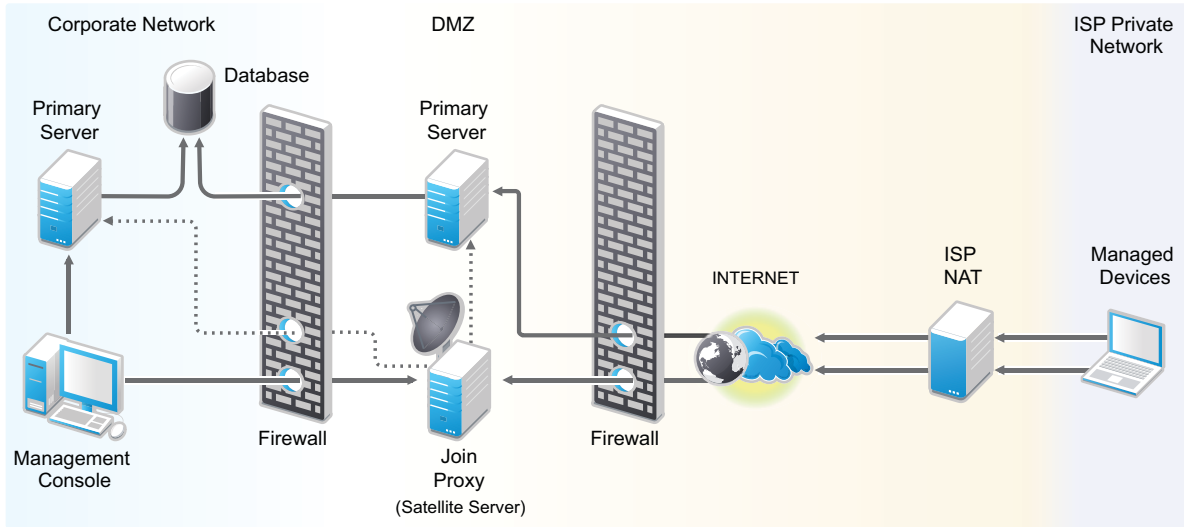 Corporate Network
DMZ
ISP Private
Network
Database
Primary
Server
Primary
Server
INTERNET
ISP
NAT
Managed
Devices
Firewall
Firewall
Management
Console
Join
Proxy
(Satellite Server)